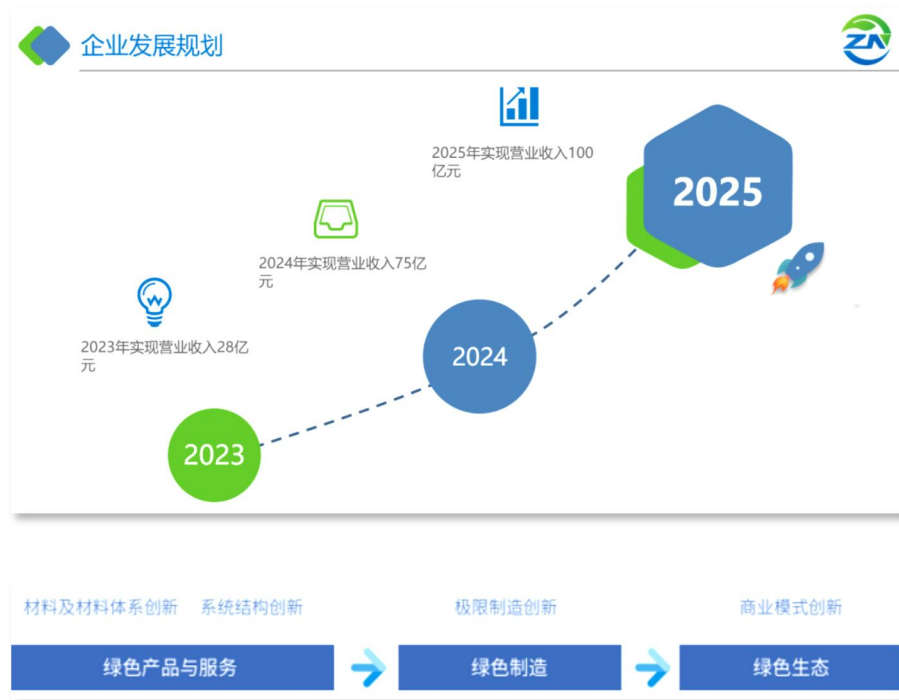 企业发展规划
ZN
2025年实现营业收入100
亿元
2025
2024年实现营业收入75亿
元
2023年实现营业收入28亿
元
2024
2023
材料及材料体系创新 系统结构创新 极限制造创新 商业模式创新
绿色产品与服务 绿色制造 绿色生态